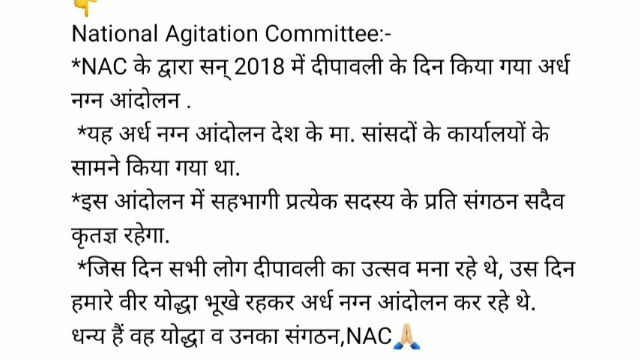 👇
National Agitation Committee:-
*NAC के द्वारा सन् 2018 में दीपावली के दिन किया गया अर्ध
नग्न आंदोलन .
*यह अर्ध नग्न आंदोलन देश के मा. सांसदों के कार्यालयों के
सामने किया गया था.
*इस आंदोलन में सहभागी प्रत्येक सदस्य के प्रति संगठन सदैव
कृतज्ञ रहेगा.
*जिस दिन सभी लोग दीपावली का उत्सव मना रहे थे, उस दिन
हमारे वीर योद्धा भूखे रहकर अर्ध नग्न आंदोलन कर रहे थे.
धन्य हैं वह योद्धा व उनका संगठन,NAC🙏🏻